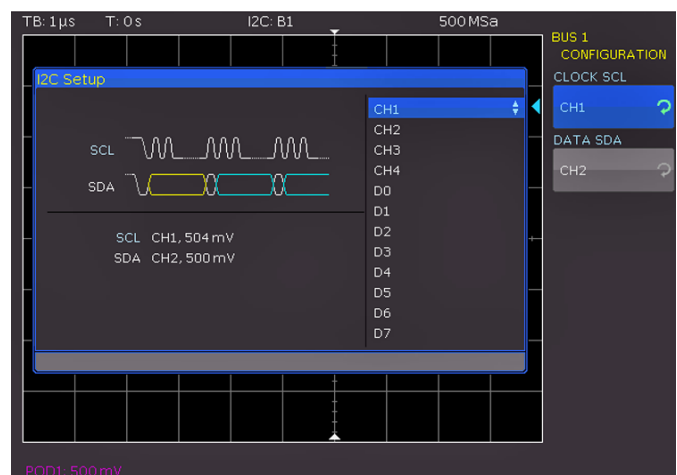 TB: 1 µs T: 0 s I2C: B1 500 MSa
BUS 1
CONFIGURATION
CLOCK SCL
CH1
DATA SDA
CH2
I2C Setup
SCL
SDA
SCL CH1, 504 mV
SDA CH2, 500 mV
CH1
CH2
CH3
CH4
D0
D1
D2
D3
D4
D5
D6
D7
POD1: 500 mV